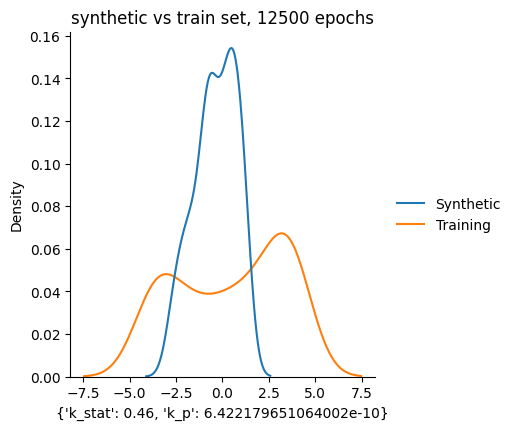 synthetic vs train set, 12500 epochs
0.16
0.14
0.12
0.10
0.08
0.06
0.04
0.02
0.00
Density
−7.5 −5.0 −2.5 0.0 2.5 5.0 7.5
{'k_stat': 0.46, 'k_p': 6.422179651064002e-10}
Synthetic
Training